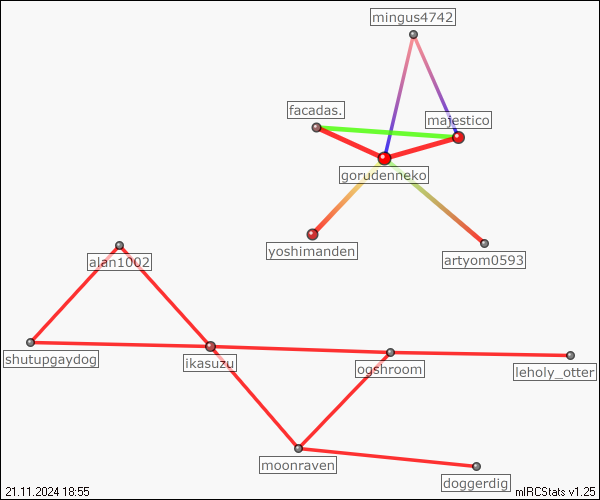 mingus4742
facadas.
majestico
gorudenneko
yoshimanden
artyom0593
alan1002
shutupgaydog
ikasuzu
ogshroom
leholy_otter
moonraven
doggerdig
21.11.2024 18:55
mIRCStats v1.25